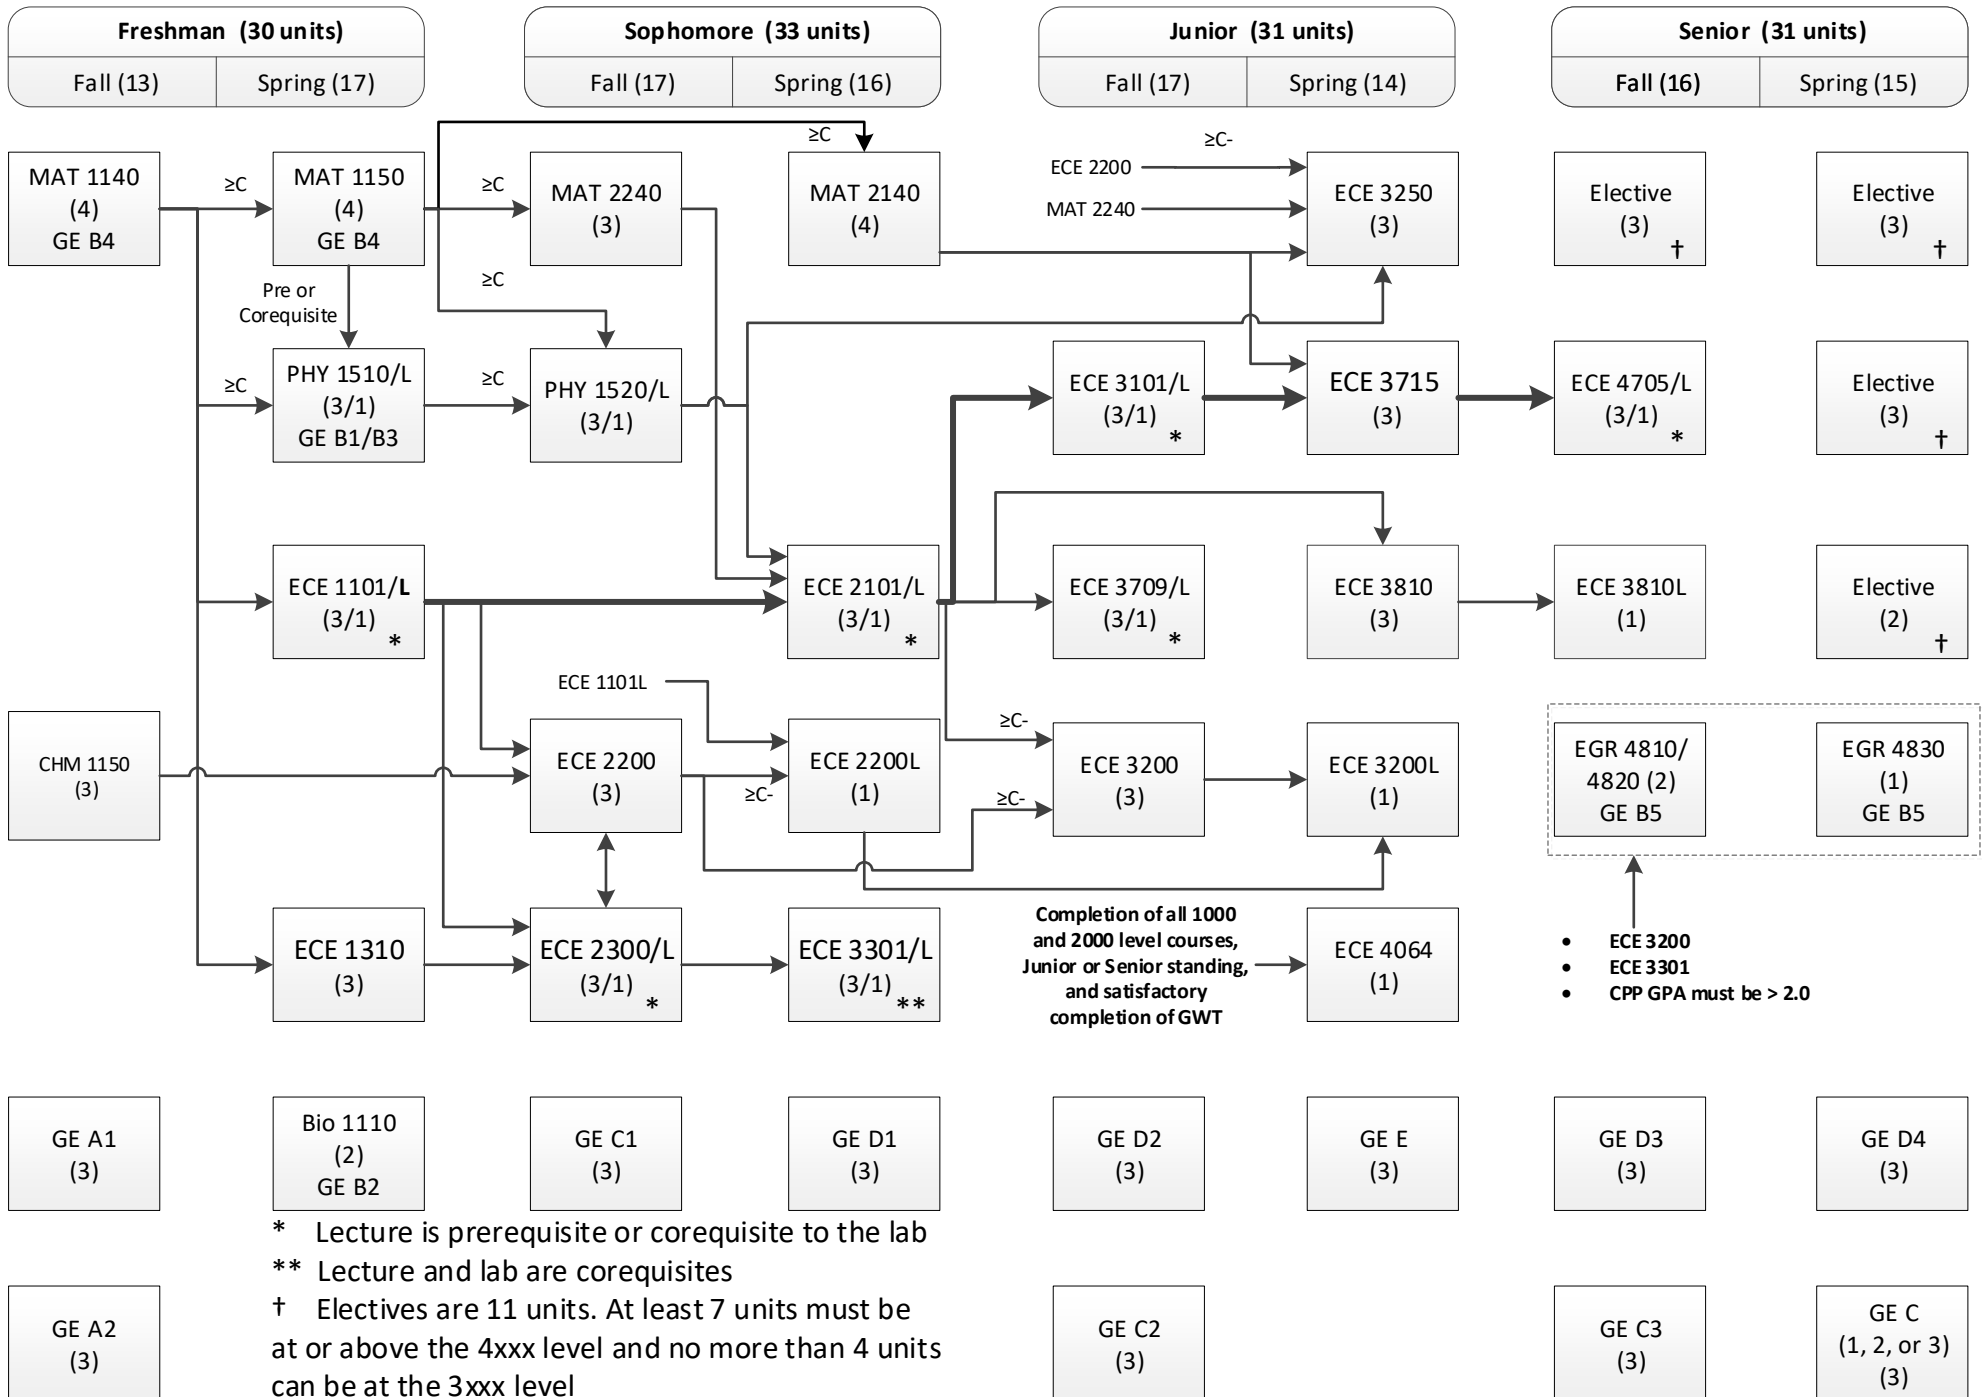 Freshman (30 units)
Fall (13)
Spring (17)
Sophomore (33 units)
Fall (17)
Spring (16)
Junior (31 units)
Fall (17)
Spring (14)
Senior (31 units)
Fall (16)
Spring (15)
MAT 1140
(4)
GE B4
≥C
MAT 1150
(4)
GE B4
≥C
MAT 2240
(3)
≥C
MAT 2140
(4)
≥C-
ECE 2200
MAT 2240
ECE 3250
(3)
Elective
(3)
†
Elective
(3)
†
Pre or
Corequisite
≥C
≥C
PHY 1510/L
(3/1)
GE B1/B3
≥C
PHY 1520/L
(3/1)
ECE 3101/L
(3/1)
*
ECE 3715
(3)
ECE 4705/L
(3/1)
*
Elective
(3)
†
ECE 1101/L
(3/1)
*
ECE 2101/L
(3/1)
*
ECE 3709/L
(3/1)
*
ECE 3810
(3)
ECE 3810L
(1)
Elective
(2)
†
ECE 1101L
CHM 1150
(3)
ECE 2200
(3)
≥C-
ECE 2200L
(1)
≥C-
≥C-
ECE 3200
(3)
ECE 3200L
(1)
EGR 4810/
4820 (2)
GE B5
EGR 4830
(1)
GE B5
ECE 1310
(3)
ECE 2300/L
(3/1)
*
ECE 3301/L
(3/1)
**
Completion of all 1000
and 2000 level courses,
Junior or Senior standing,
and satisfactory
completion of GWT
ECE 4064
(1)
• ECE 3200
• ECE 3301
• CPP GPA must be > 2.0
GE A1
(3)
Bio 1110
(2)
GE B2
GE C1
(3)
GE D1
(3)
GE D2
(3)
GE E
(3)
GE D3
(3)
GE D4
(3)
* Lecture is prerequisite or corequisite to the lab
** Lecture and lab are corequisites
† Electives are 11 units. At least 7 units must be
at or above the 4xxx level and no more than 4 units
can be at the 3xxx level
GE A2
(3)
GE C2
(3)
GE C3
(3)
GE C
(1, 2, or 3)
(3)